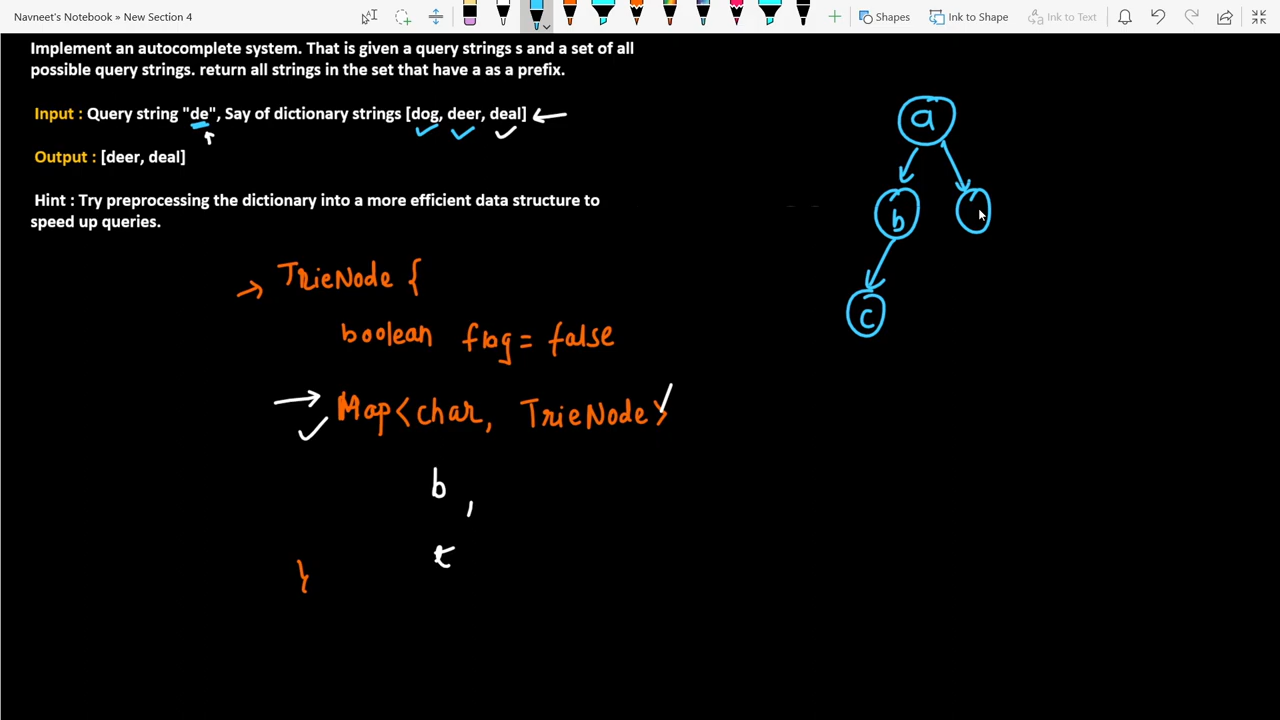 Navneet's Notebook » New Section 4
Shapes
Ink to Shape
Ink to Text
Implement an autocomplete system. That is given a query strings s and a set of all
possible query strings. return all strings in the set that have a as a prefix.
Input : Query string "de", Say of dictionary strings [dog, deer, deal]
Output : [deer, deal]
Hint : Try preprocessing the dictionary into a more efficient data structure to
speed up queries.
TrieNode {
boolean flag = false
Map<char, TrieNode>
b ,
t
}
a
b
c